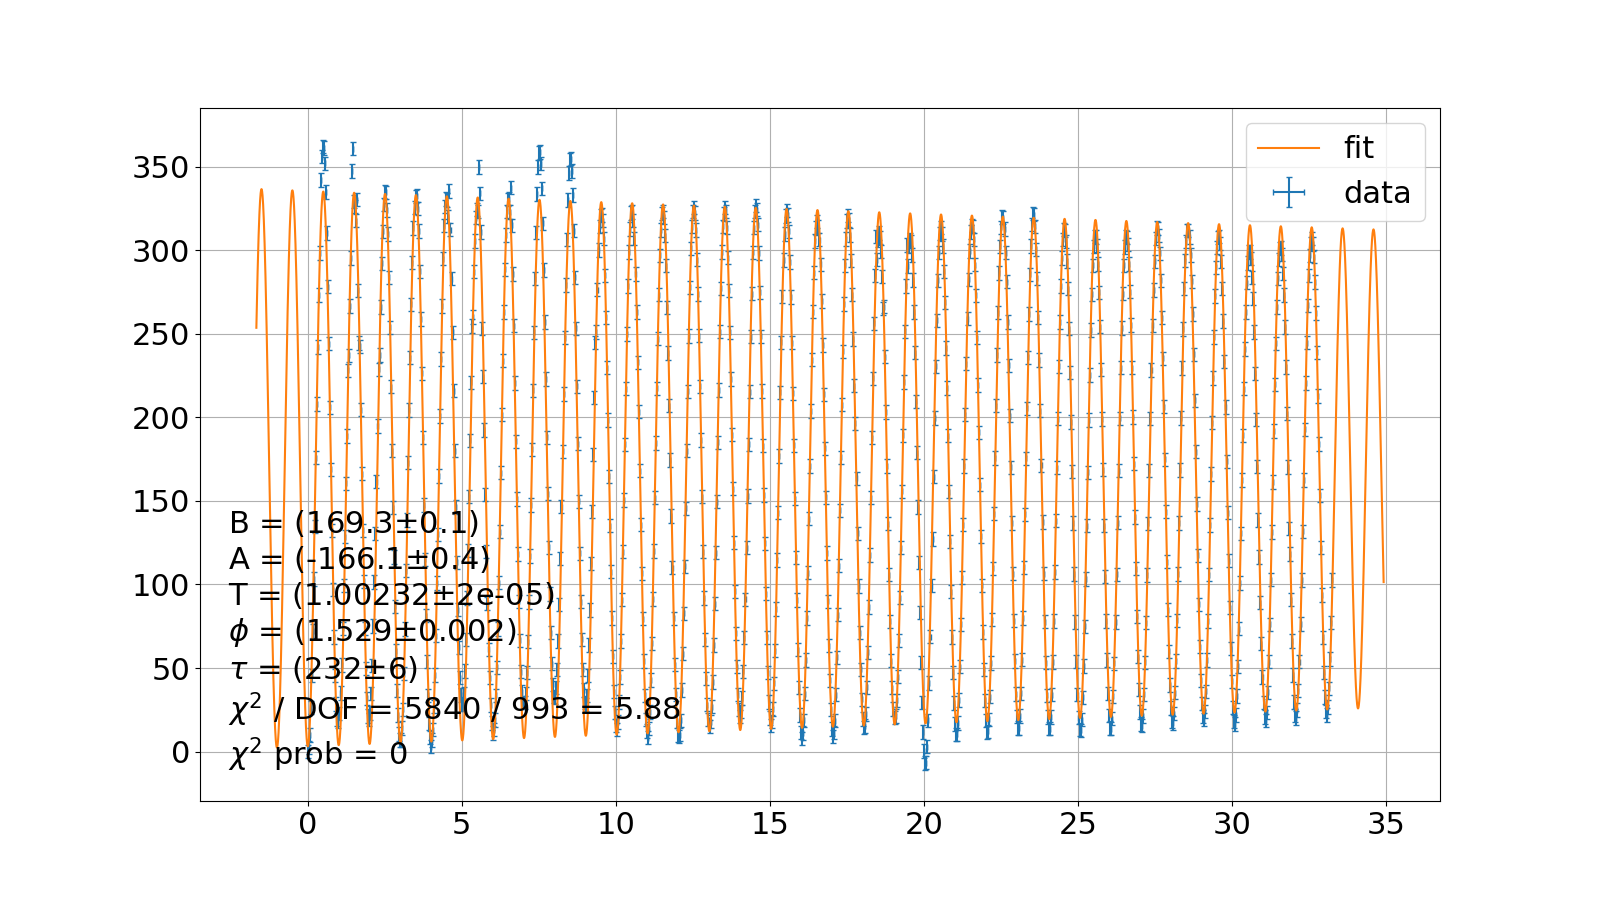 350
300
250
200
150
100
50
0
0 5 10 15 20 25 30 35
fit
data
B = (169.3±0.1)
A = (-166.1±0.4)
T = (1.00232±2e-05)
ϕ = (1.529±0.002)
τ = (232±6)
χ² / DOF = 5840 / 993 = 5.88
χ² prob = 0